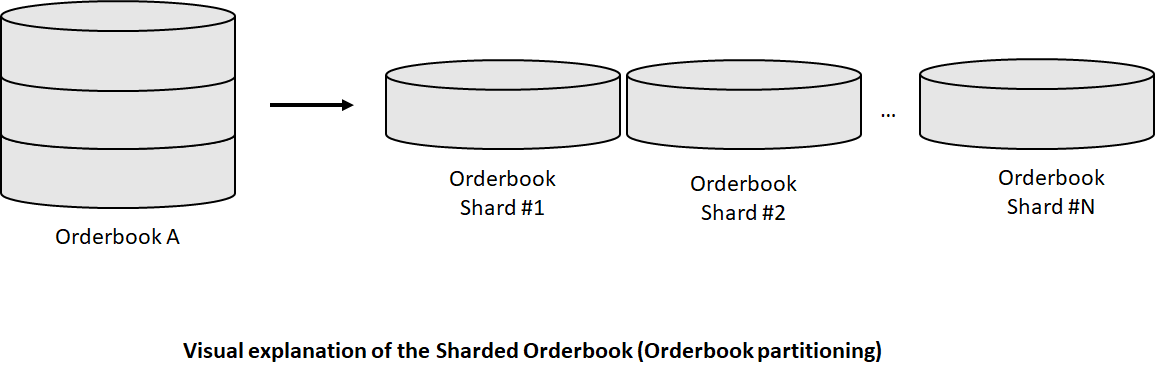 Orderbook A
Orderbook
Shard #1
Orderbook
Shard #2
...
Orderbook
Shard #N
Visual explanation of the Sharded Orderbook (Orderbook partitioning)